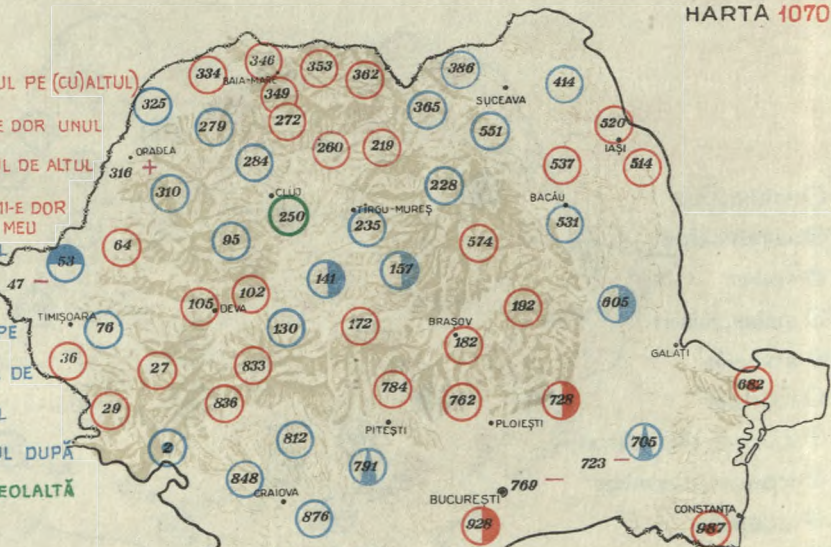 HARTA 1070
UL PE (CU) ALTUL)
E DOR UNUL
UL DE ALTUL
MI-E DOR
MEU
PE
DE
L
UL DUPĂ
EOLALTĂ
346
334
353
362
BAIA-MARE
349
386
414
325
SUCEAVA
365
279
272
520
551
IAȘI
260
219
ORADEA
284
316 +
537
514
310
228
CLUJ
BACĂU
TÎRGU-MUREȘ
250
531
235
95
64
574
53
157
141
47 –
102
105
DEVA
192
605
TIMIȘOARA
76
130
172
BRAȘOV
182
GALAȚI
36
27
833
682
784
762
728
836
29
PITEȘTI
PLOIEȘTI
812
705
2
723 –
791
848
769 –
CRAIOVA
BUCUREȘTI
876
928
CONSTANȚA
987